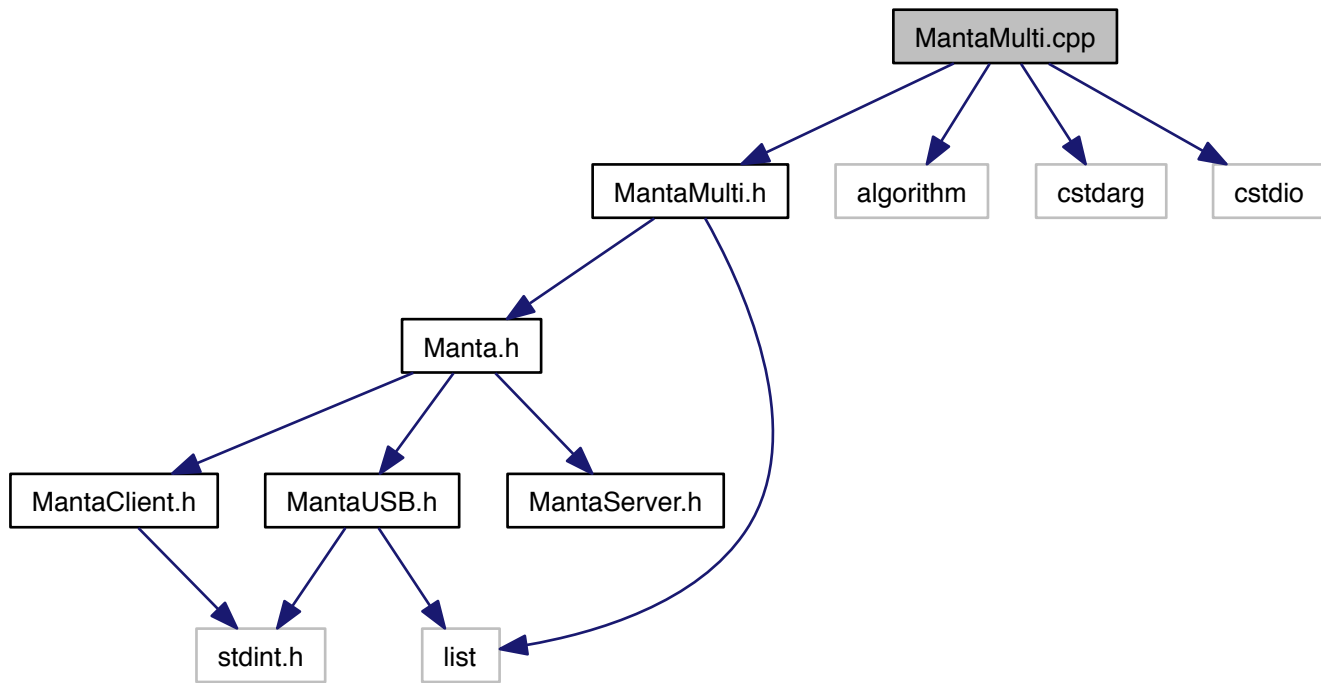 MantaMulti.cpp
MantaMulti.h
algorithm
cstdarg
cstdio
Manta.h
MantaClient.h
MantaUSB.h
MantaServer.h
stdint.h
list